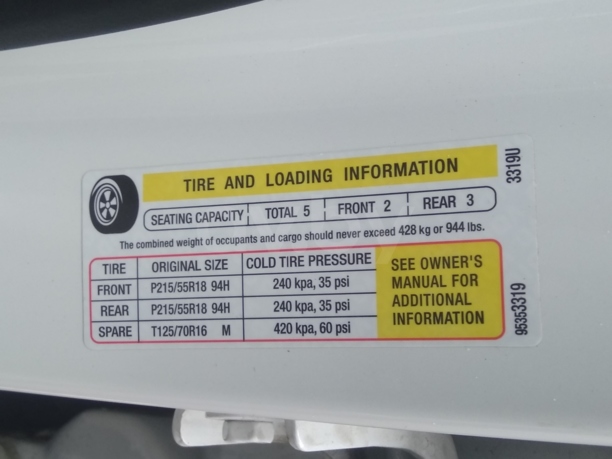 TIRE AND LOADING INFORMATION
SEATING CAPACITY TOTAL 5 FRONT 2 REAR 3
The combined weight of occupants and cargo should never exceed 428 kg or 944 lbs.
TIRE ORIGINAL SIZE COLD TIRE PRESSURE
FRONT P215/55R18 94H 240 kpa, 35 psi
REAR P215/55R18 94H 240 kpa, 35 psi
SPARE T125/70R16 M 420 kpa, 60 psi
SEE OWNER'S
MANUAL FOR
ADDITIONAL
INFORMATION
3319U
95353319